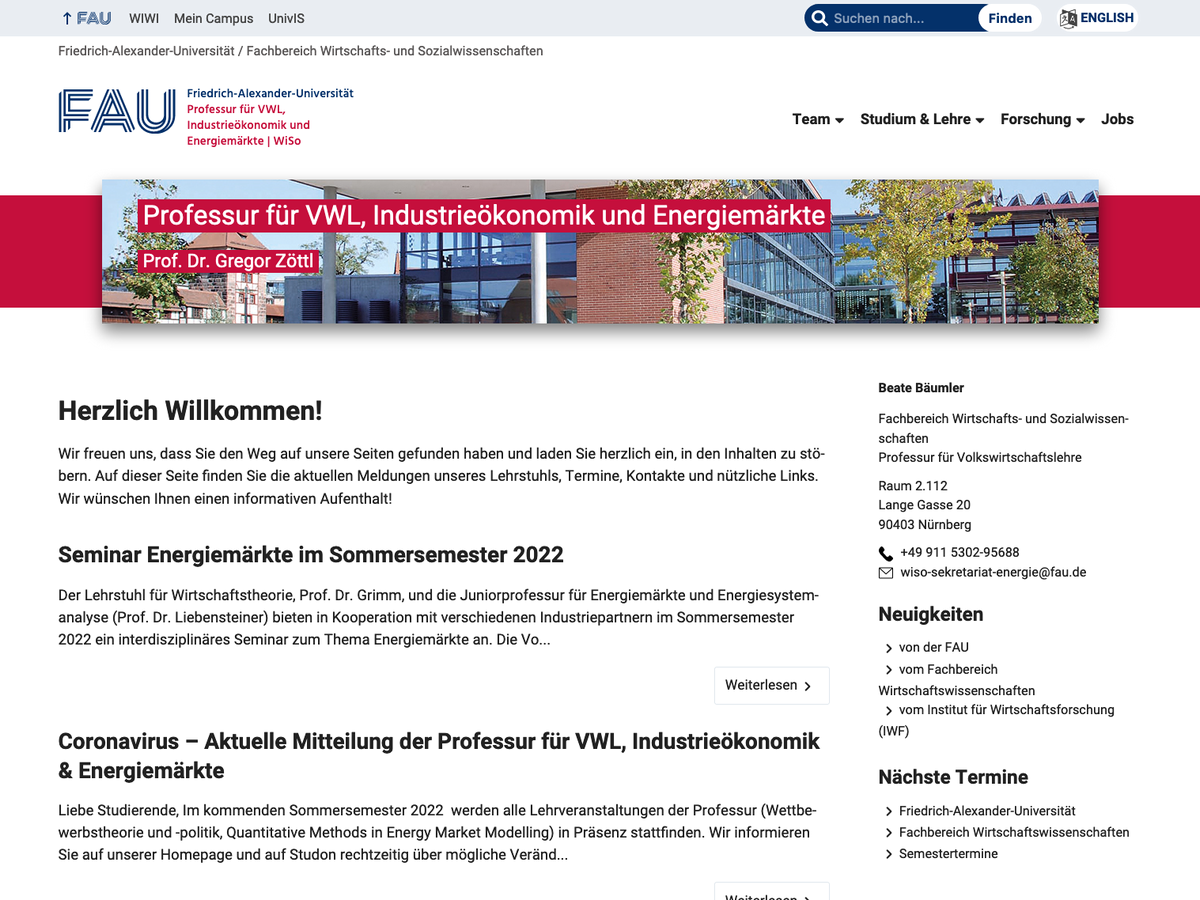 FAU WIWI Mein Campus UnivIS
Suchen nach... Finden ENGLISH
Friedrich-Alexander-Universität / Fachbereich Wirtschafts- und Sozialwissenschaften
FAU
Friedrich-Alexander-Universität
Professur für VWL,
Industrieökonomik und
Energiemärkte | WiSo
Team Studium & Lehre Forschung Jobs
Professur für VWL, Industrieökonomik und Energiemärkte
Prof. Dr. Gregor Zöttl
Herzlich Willkommen!
Wir freuen uns, dass Sie den Weg auf unsere Seiten gefunden haben und laden Sie herzlich ein, in den Inhalten zu stö-
bern. Auf dieser Seite finden Sie die aktuellen Meldungen unseres Lehrstuhls, Termine, Kontakte und nützliche Links.
Wir wünschen Ihnen einen informativen Aufenthalt!
Seminar Energiemärkte im Sommersemester 2022
Der Lehrstuhl für Wirtschaftstheorie, Prof. Dr. Grimm, und die Juniorprofessur für Energiemärkte und Energiesystem-
analyse (Prof. Dr. Liebensteiner) bieten in Kooperation mit verschiedenen Industriepartnern im Sommersemester
2022 ein interdisziplinäres Seminar zum Thema Energiemärkte an. Die Vo...
Weiterlesen
Coronavirus – Aktuelle Mitteilung der Professur für VWL, Industrieökonomik
& Energiemärkte
Liebe Studierende, Im kommenden Sommersemester 2022 werden alle Lehrveranstaltungen der Professur (Wettbe-
werbstheorie und -politik, Quantitative Methods in Energy Market Modelling) in Präsenz stattfinden. Wir informieren
Sie auf unserer Homepage und auf Studon rechtzeitig über mögliche Veränd...
Weiterlesen
Beate Bäumler
Fachbereich Wirtschafts- und Sozialwissen-
schaften
Professur für Volkswirtschaftslehre
Raum 2.112
Lange Gasse 20
90403 Nürnberg
+49 911 5302-95688
wiso-sekretariat-energie@fau.de
Neuigkeiten
von der FAU
vom Fachbereich
Wirtschaftswissenschaften
vom Institut für Wirtschaftsforschung
(IWF)
Nächste Termine
Friedrich-Alexander-Universität
Fachbereich Wirtschaftswissenschaften
Semestertermine